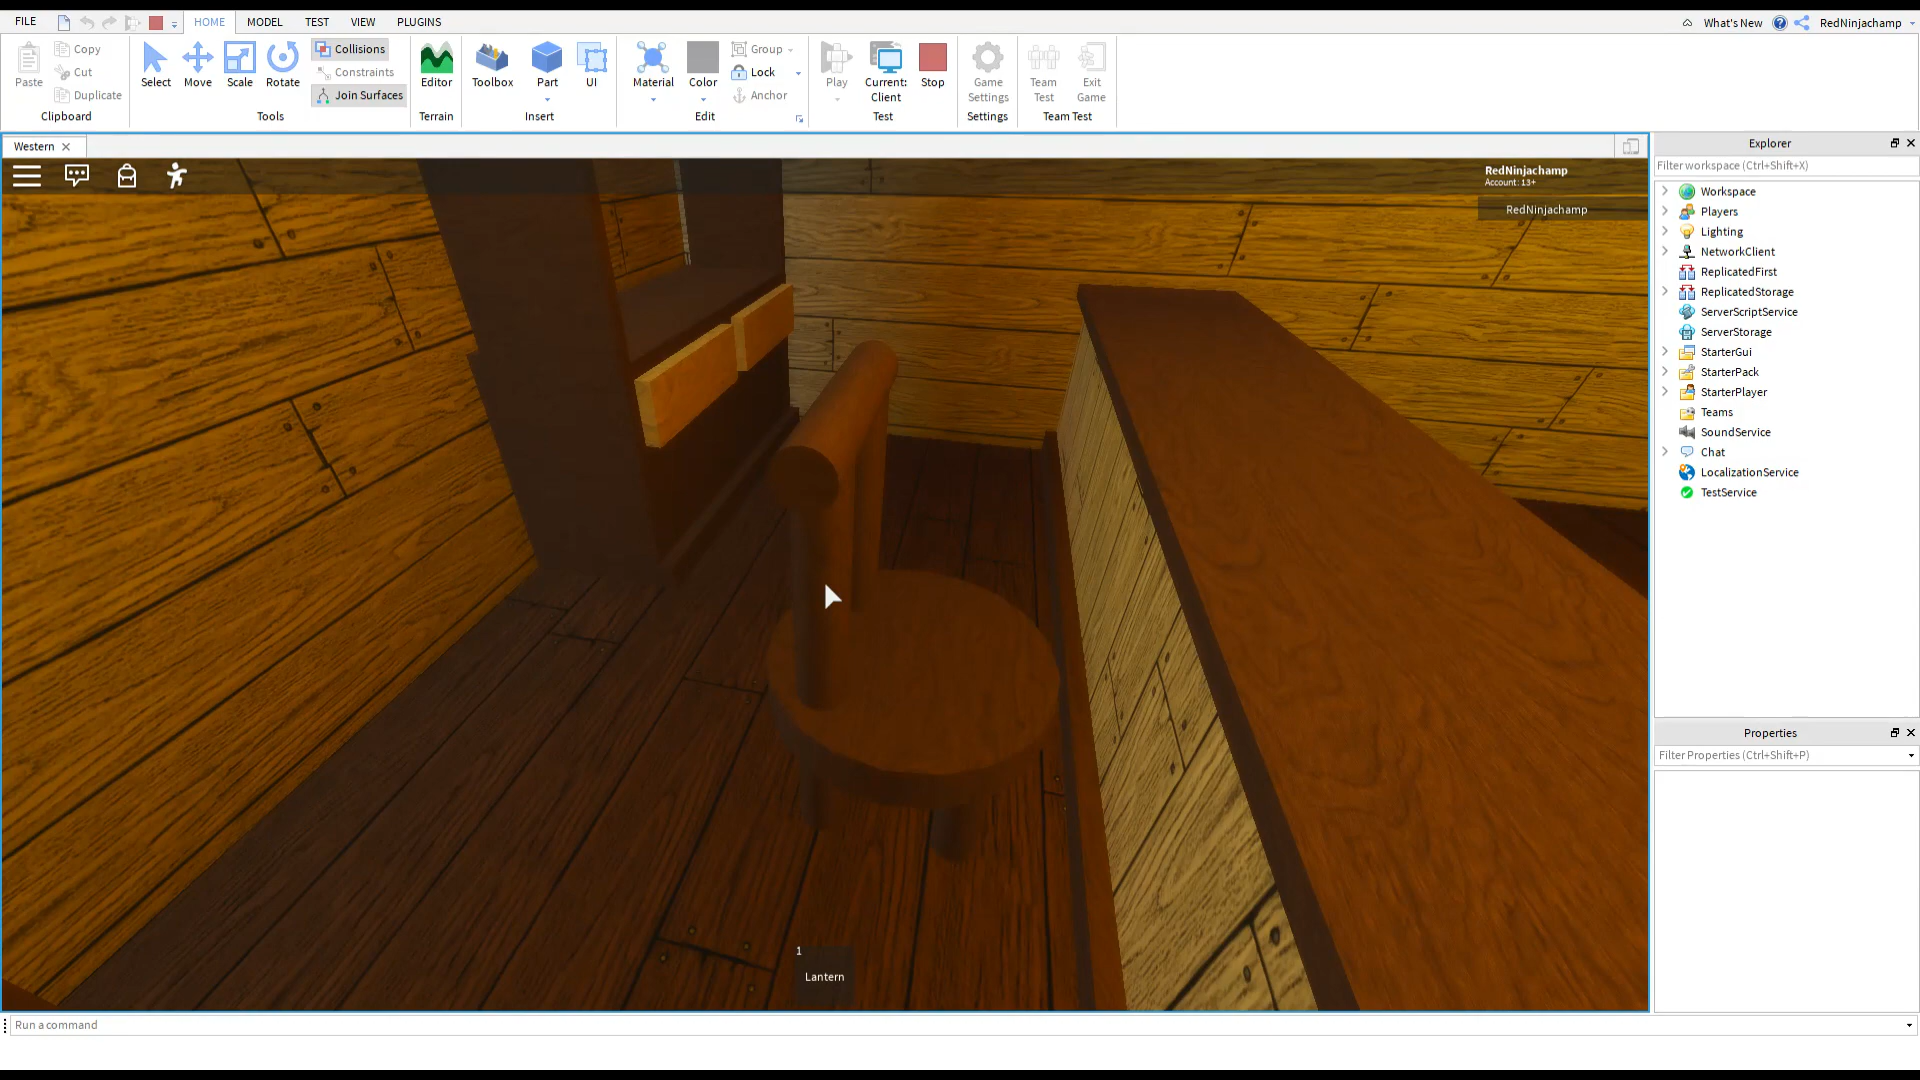 FILE HOME MODEL TEST VIEW PLUGINS What's New RedNinjachamp
Paste Copy Cut Duplicate
Select Move Scale Rotate Collisions Constraints Join Surfaces
Editor Toolbox Part UI
Material Color Group Lock Anchor
Play Current: Client Stop
Game Settings Team Test Exit Game
Clipboard Tools Terrain Insert Edit Test Settings Team Test
Western
RedNinjachamp
Account: 13+
RedNinjachamp
1
Lantern
Run a command
Explorer
Filter workspace (Ctrl+Shift+X)
Workspace
Players
Lighting
NetworkClient
ReplicatedFirst
ReplicatedStorage
ServerScriptService
ServerStorage
StarterGui
StarterPack
StarterPlayer
Teams
SoundService
Chat
LocalizationService
TestService
Properties
Filter Properties (Ctrl+Shift+P)